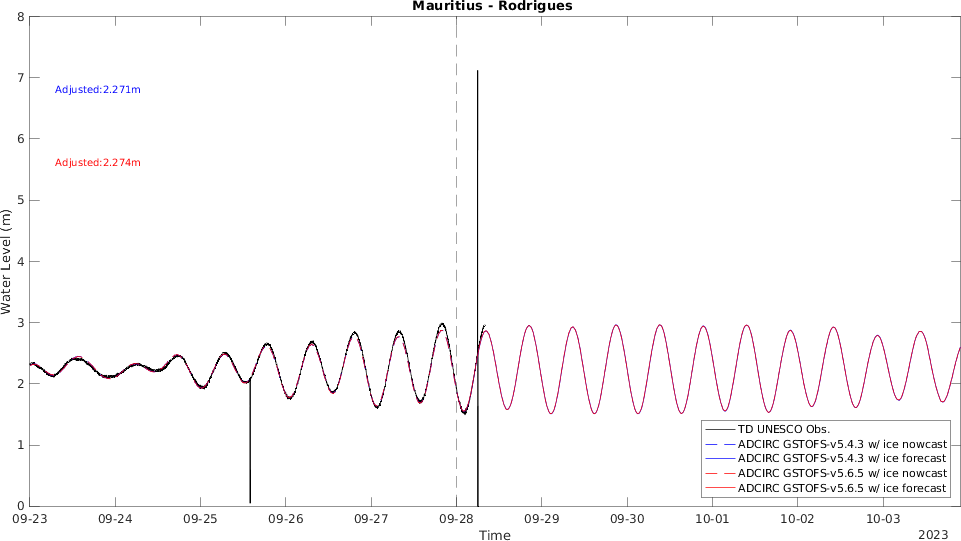 Mauritius - Rodrigues
8
7
6
5
4
3
2
1
0
Water Level (m)
Adjusted:2.271m
Adjusted:2.274m
TD UNESCO Obs.
ADCIRC GSTOFS-v5.4.3 w/ ice nowcast
ADCIRC GSTOFS-v5.4.3 w/ ice forecast
ADCIRC GSTOFS-v5.6.5 w/ ice nowcast
ADCIRC GSTOFS-v5.6.5 w/ ice forecast
09-23 09-24 09-25 09-26 09-27 09-28 09-29 09-30 10-01 10-02 10-03
Time
2023